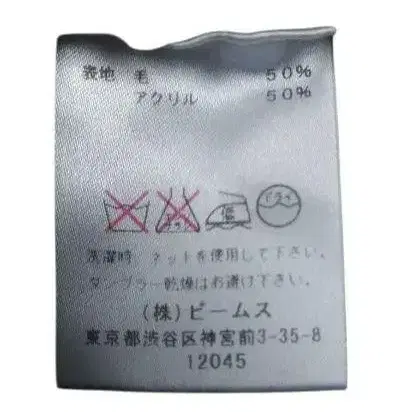 表地 毛 50%
アクリル 50%
低 ドライ
洗濯時 ネットを使用して下さい。
タンブラー乾燥はお避け下さい。
(株)ビームス
東京都渋谷区神宮前3-35-8
12045